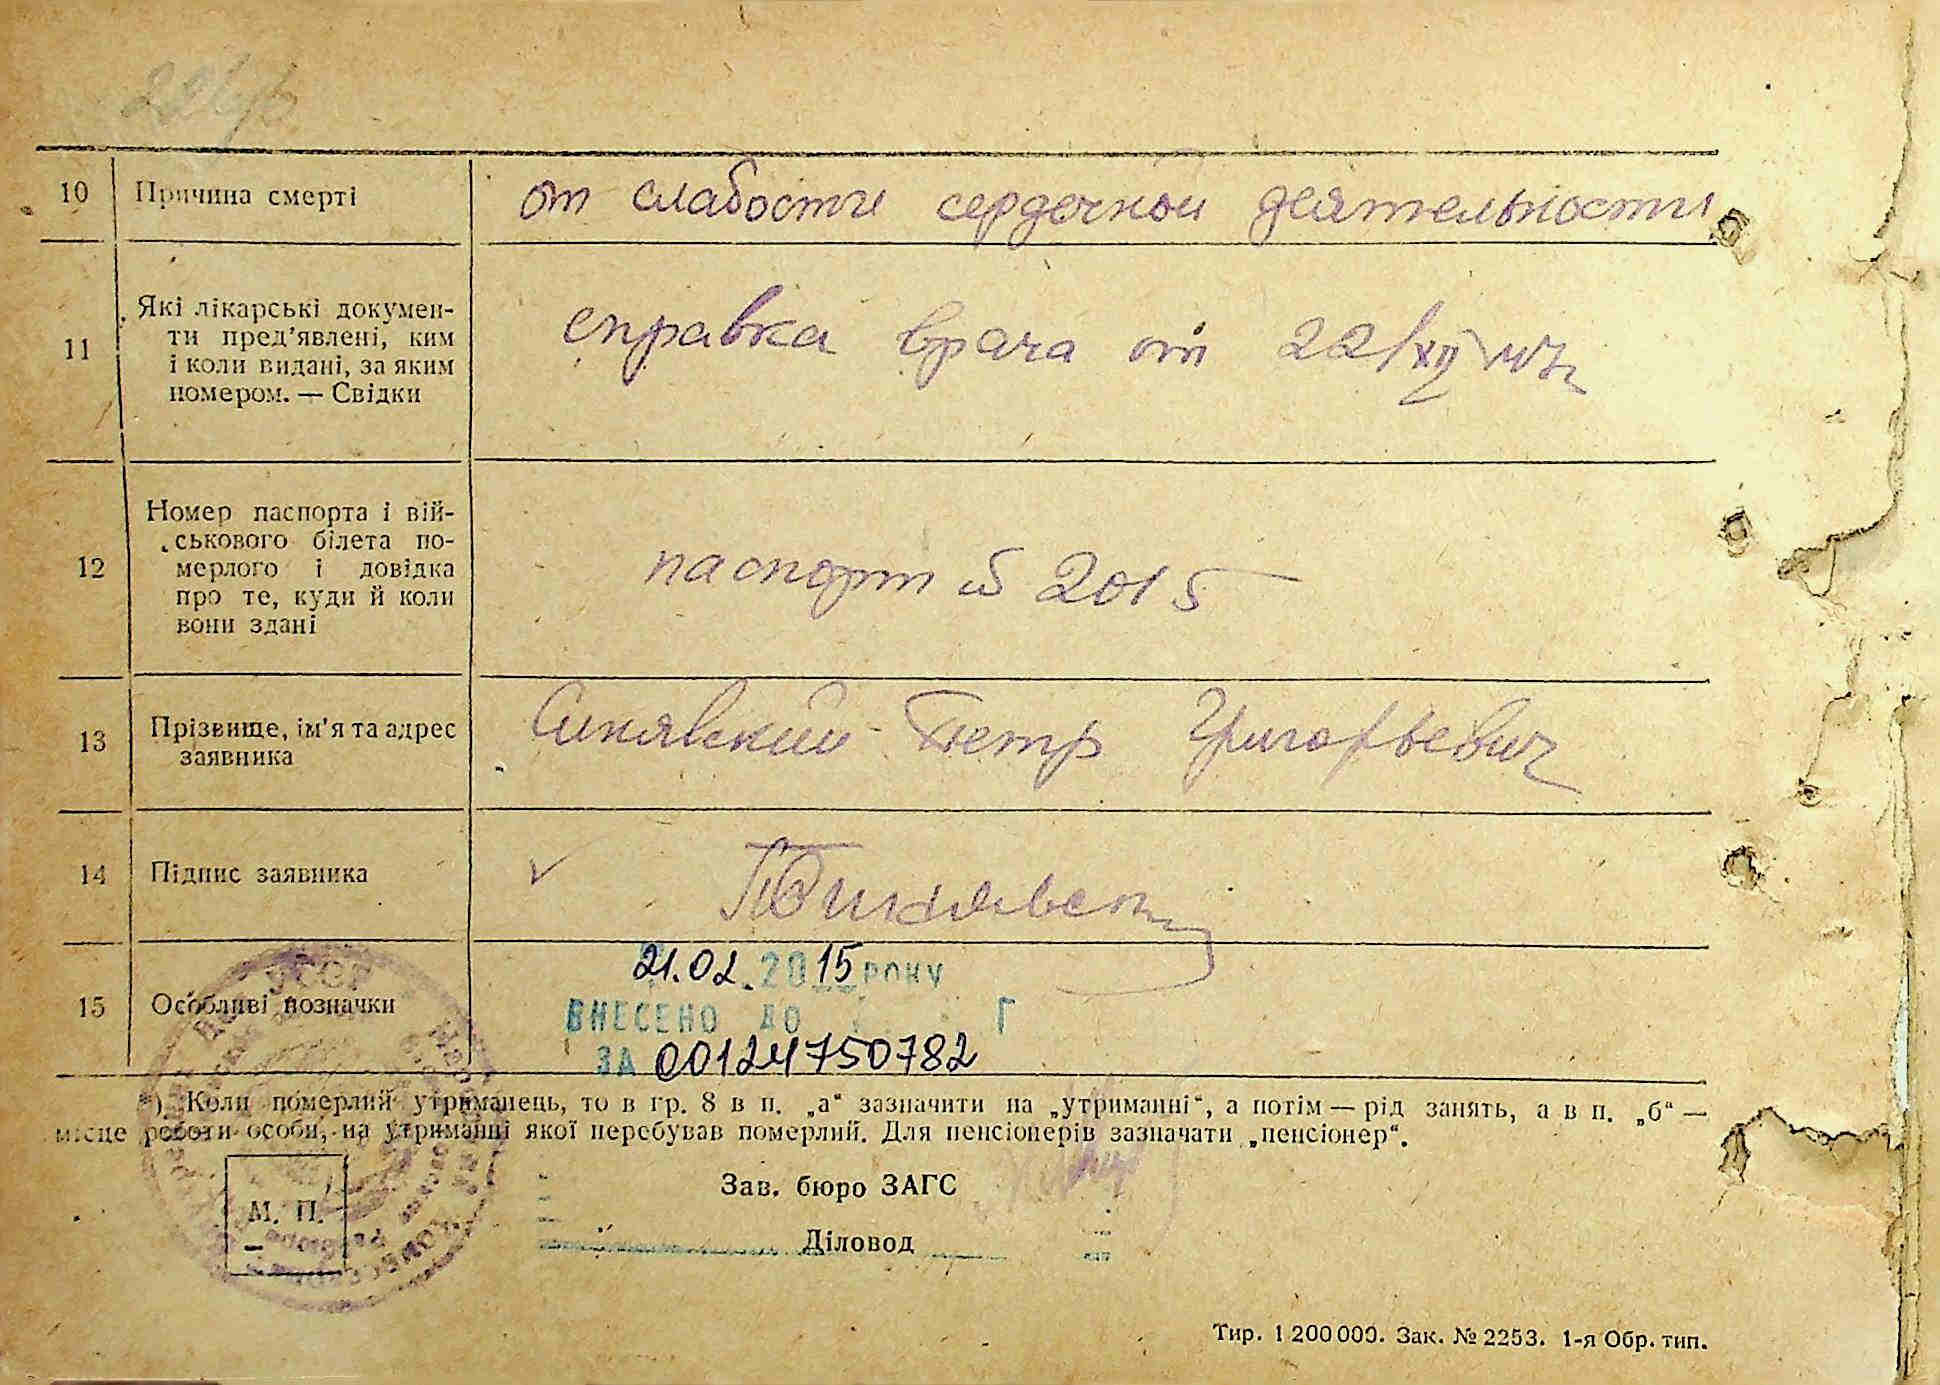 10 Причина смерті от слабости сердечной деятельности
11 Які лікарські докумен-
ти пред’явлені, ким
і коли видані, за яким
номером. — Свідки
справка врача от 22/XII
12 Номер паспорта і вій-
ськового білета по-
мерлого і довідка
про те, куди й коли
вони здані
паспорт № 2015
13 Прізвище, ім’я та адрес
заявника
Синявский Петр Григорьевич
14 Підпис заявника
15 Особливі позначки
21.02.2015 РОКУ
ВНЕСЕНО ДО Г
ЗА 00124750782
*) Коли померлий утриманець, то в гр. 8 в п. „а“ зазначити на „утриманні“, а потім — рід занять, а в п. „б“ —
місце роботи особи, на утриманні якої перебував померлий. Для пенсіонерів зазначати „пенсіонер“.
Зав. бюро ЗАГС
М. П.
Діловод
Тир. 1 200 000. Зак. № 2253. 1-я Обр. тип.